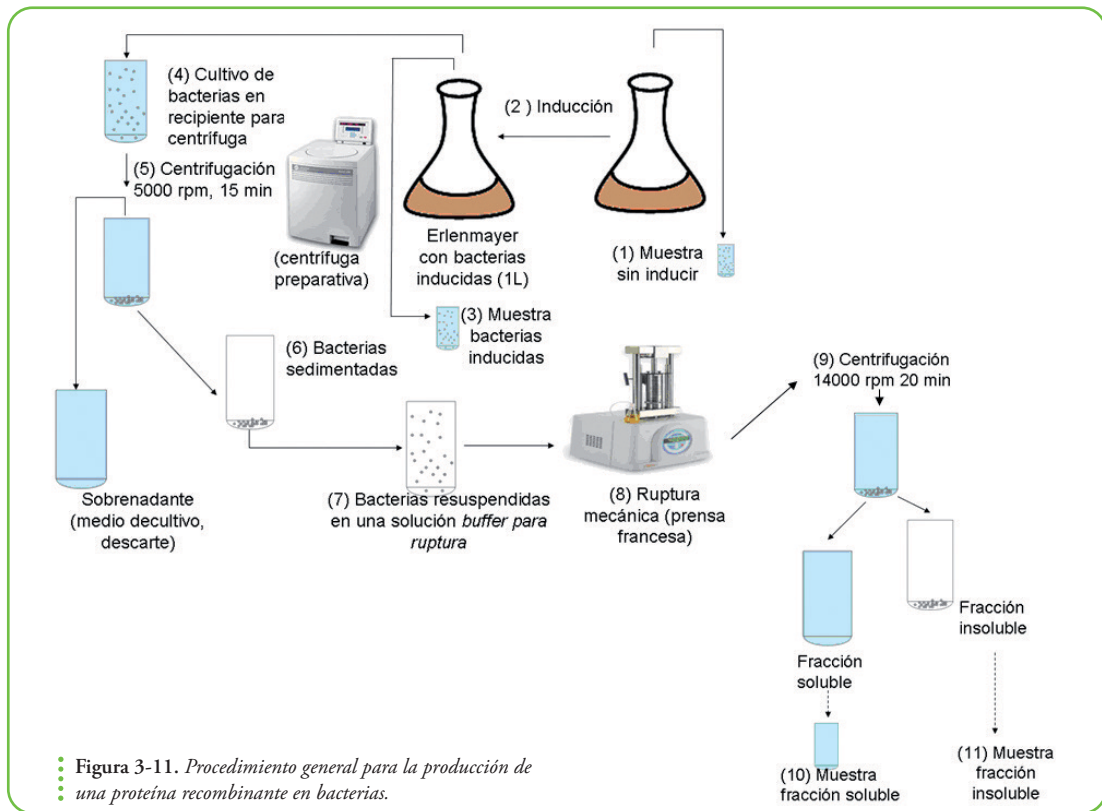 (4) Cultivo de
bacterias en
recipiente para
centrífuga
(2 ) Inducción
(5) Centrifugación
5000 rpm, 15 min
(centrífuga
preparativa)
Erlenmayer
con bacterias
inducidas (1L)
(1) Muestra
sin inducir
(3) Muestra
bacterias
inducidas
(6) Bacterias
sedimentadas
(9) Centrifugación
14000 rpm 20 min
Sobrenadante
(medio decultivo,
descarte)
(7) Bacterias resuspendidas
en una solución buffer para
ruptura
(8) Ruptura
mecánica (prensa
francesa)
Fracción
insoluble
Fracción
soluble
(10) Muestra
fracción soluble
(11) Muestra
fracción
insoluble
Figura 3-11. Procedimiento general para la producción de
una proteína recombinante en bacterias.